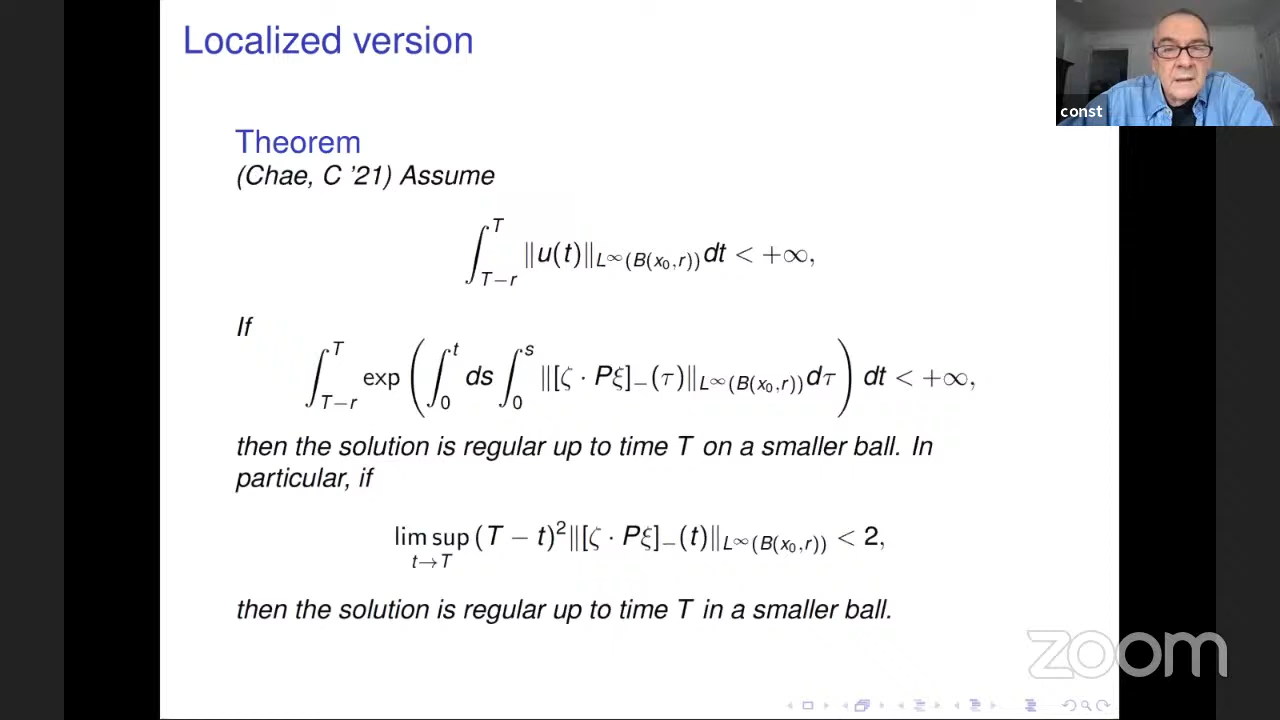 Localized version
const
Theorem
(Chae, C '21) Assume
∫_{T−r}^{T} ‖u(t)‖_{L^∞(B(x_0,r))} dt < +∞,
If
∫_{T−r}^{T} exp ( ∫_0^t ds ∫_0^s ‖[ζ · Pξ]_−(τ)‖_{L^∞(B(x_0,r))} dτ ) dt < +∞,
then the solution is regular up to time T on a smaller ball. In
particular, if
lim sup_{t→T} (T − t)^2 ‖[ζ · Pξ]_−(t)‖_{L^∞(B(x_0,r))} < 2,
then the solution is regular up to time T in a smaller ball.
zoom